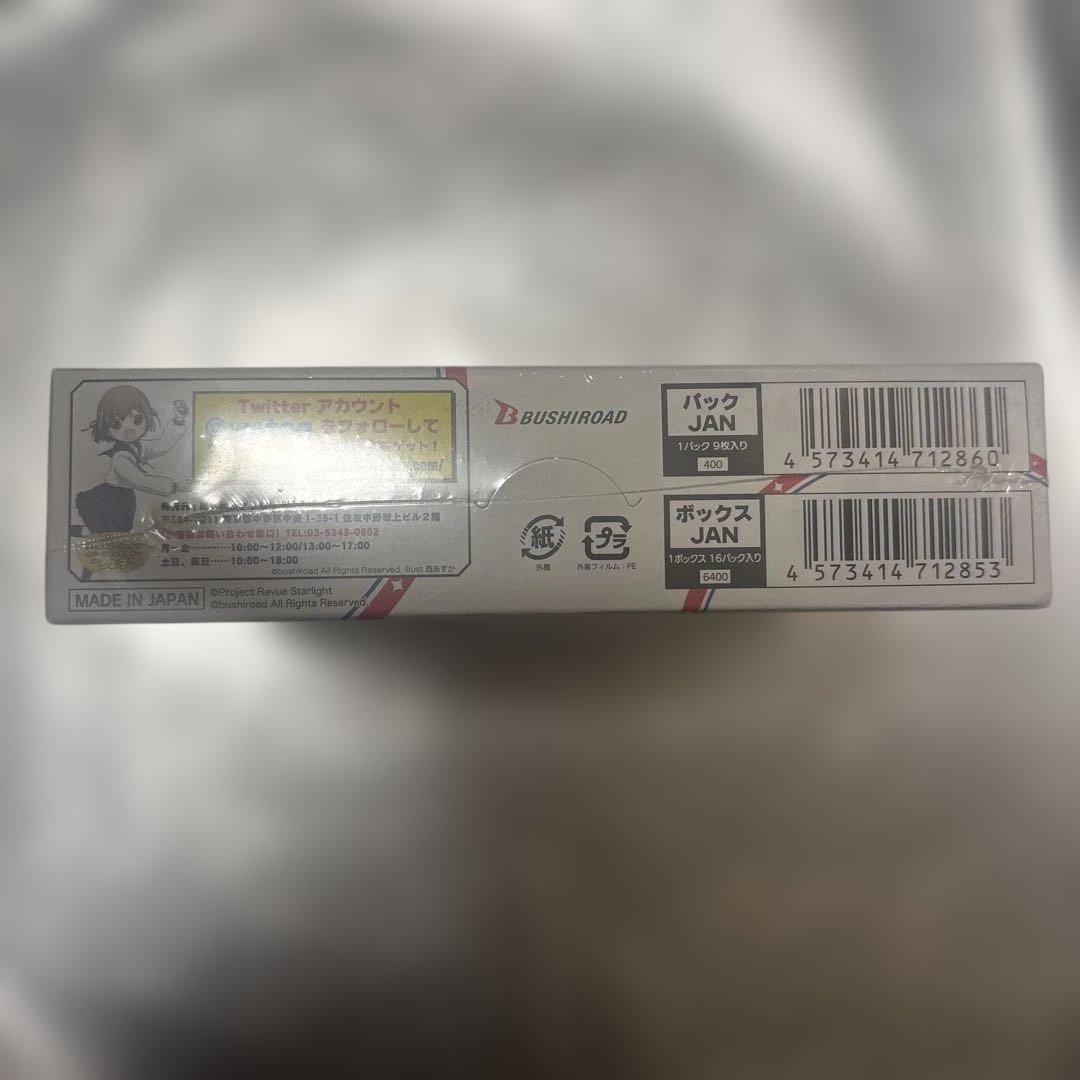 Twitter アカウント
をフォローして
ゲット！
.com/
TEL:03-5348-0852
月～金………10:00～12:00/13:00～17:00
土日、祝日……10:00～18:00
©bushiroad All Rights Reserved. illust.西あすか
MADE IN JAPAN
©Project Revue Starlight
©bushiroad All Rights Reserved.
BUSHIROAD
紙
外箱
プラ
外装フィルム：PE
パック
JAN
1パック 9枚入り
400
4 573414 712860
ボックス
JAN
1ボックス 16パック入り
6400
4 573414 712853